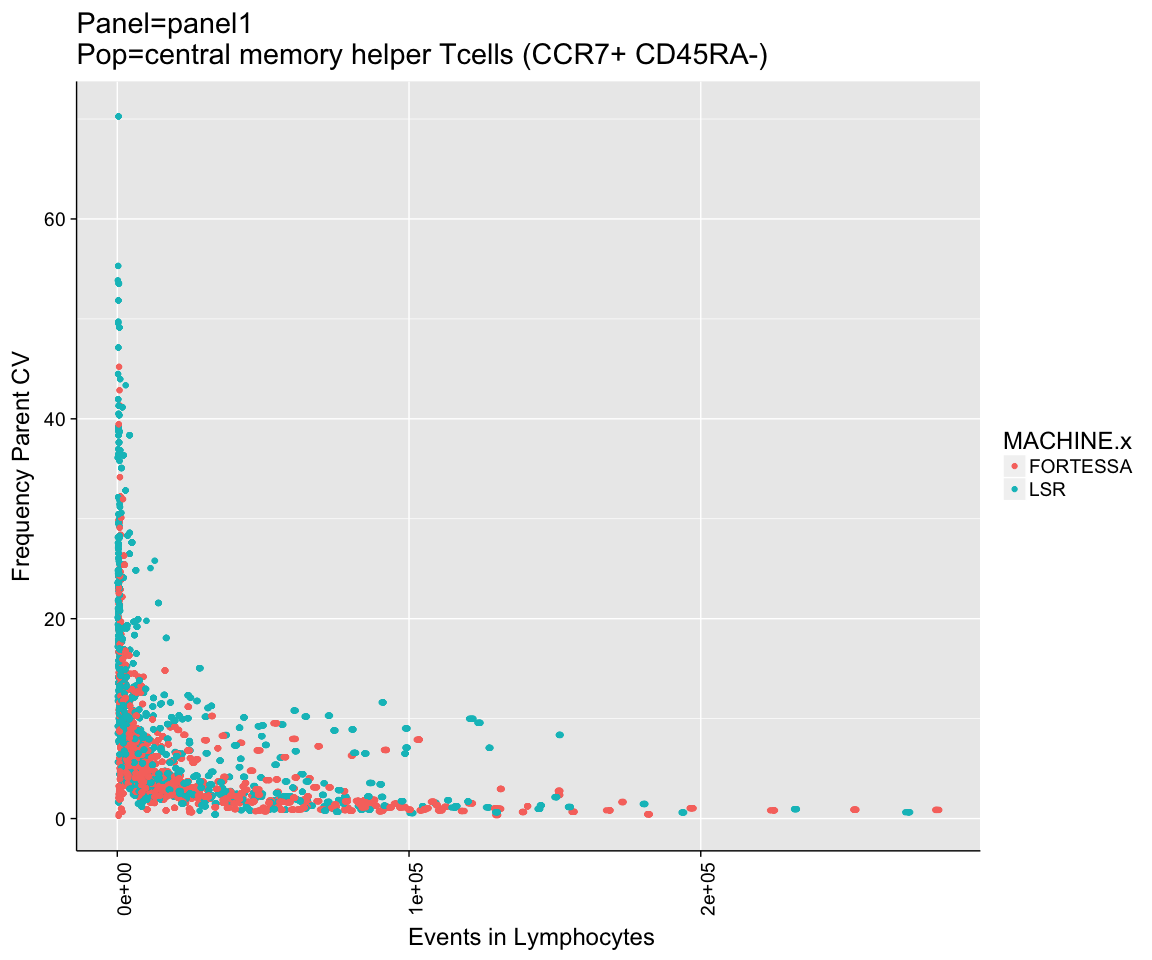 Panel=panel1
Pop=central memory helper Tcells (CCR7+ CD45RA-)
Frequency Parent CV
60
40
20
0
0e+00
1e+05
2e+05
Events in Lymphocytes
MACHINE.x
FORTESSA
LSR